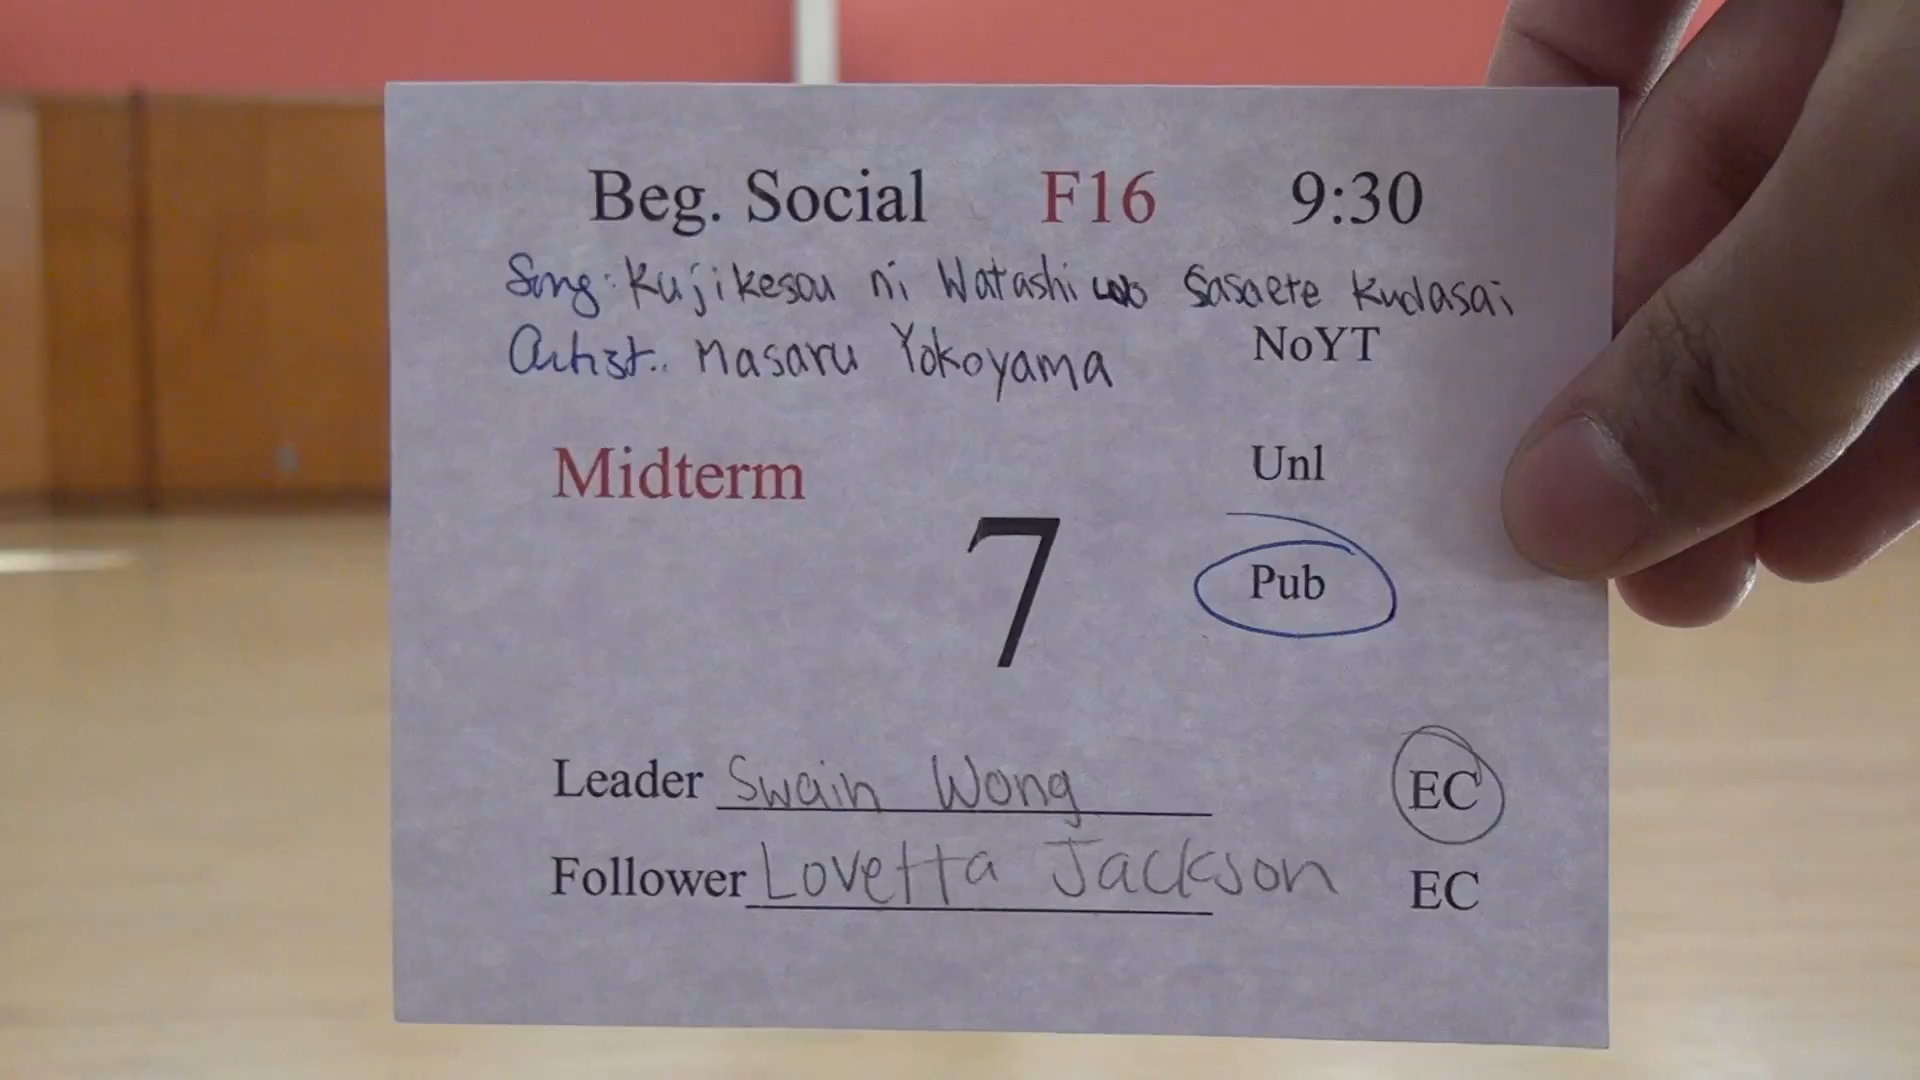 Beg. Social F16 9:30
Song: Kujikesou ni Watashi wo Sasaete Kudasai
NoYT
Artist: Masaru Yokoyama
Midterm
Unl
7
Pub
Leader Swain Wong EC
Follower Lovetta Jackson EC